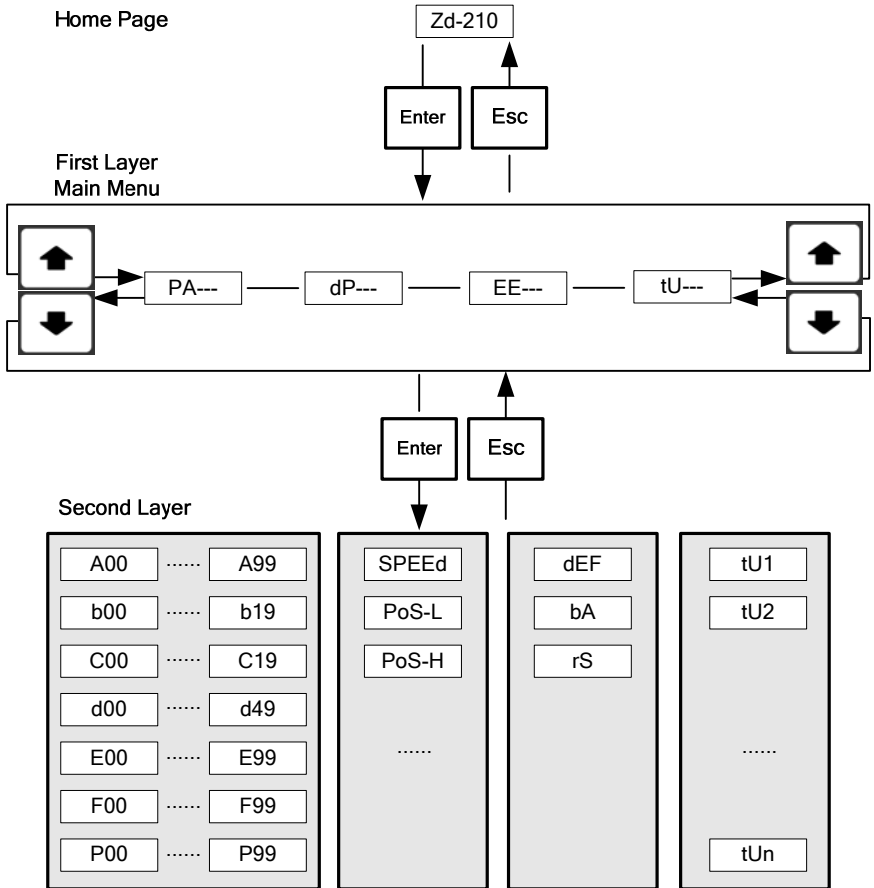 Home Page
Zd-210
Enter Esc
First Layer
Main Menu
PA--- dP--- EE--- tU---
Enter Esc
Second Layer
A00 ...... A99 SPEEd dEF tU1
b00 ...... b19 PoS-L bA tU2
C00 ...... C19 PoS-H rS
d00 ...... d49
E00 ...... E99 ...... ......
F00 ...... F99
P00 ...... P99 tUn